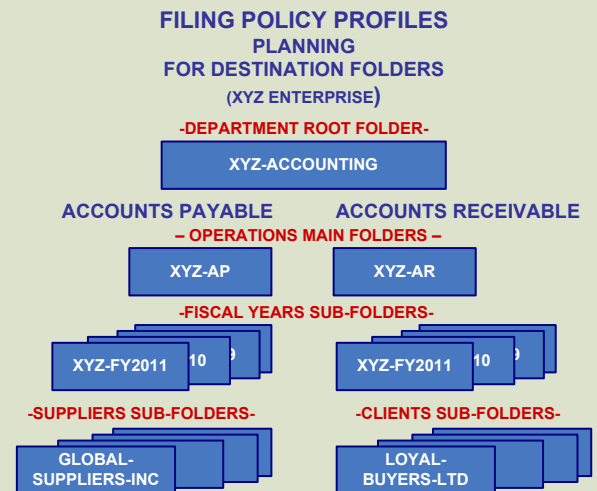 FILING POLICY PROFILES
PLANNING
FOR DESTINATION FOLDERS
(XYZ ENTERPRISE)
-DEPARTMENT ROOT FOLDER-
XYZ-ACCOUNTING
ACCOUNTS PAYABLE ACCOUNTS RECEIVABLE
– OPERATIONS MAIN FOLDERS –
XYZ-AP XYZ-AR
-FISCAL YEARS SUB-FOLDERS-
XYZ-FY2011 10 9 XYZ-FY2011 10 9
-SUPPLIERS SUB-FOLDERS- -CLIENTS SUB-FOLDERS-
GLOBAL- LOYAL-
SUPPLIERS-INC BUYERS-LTD